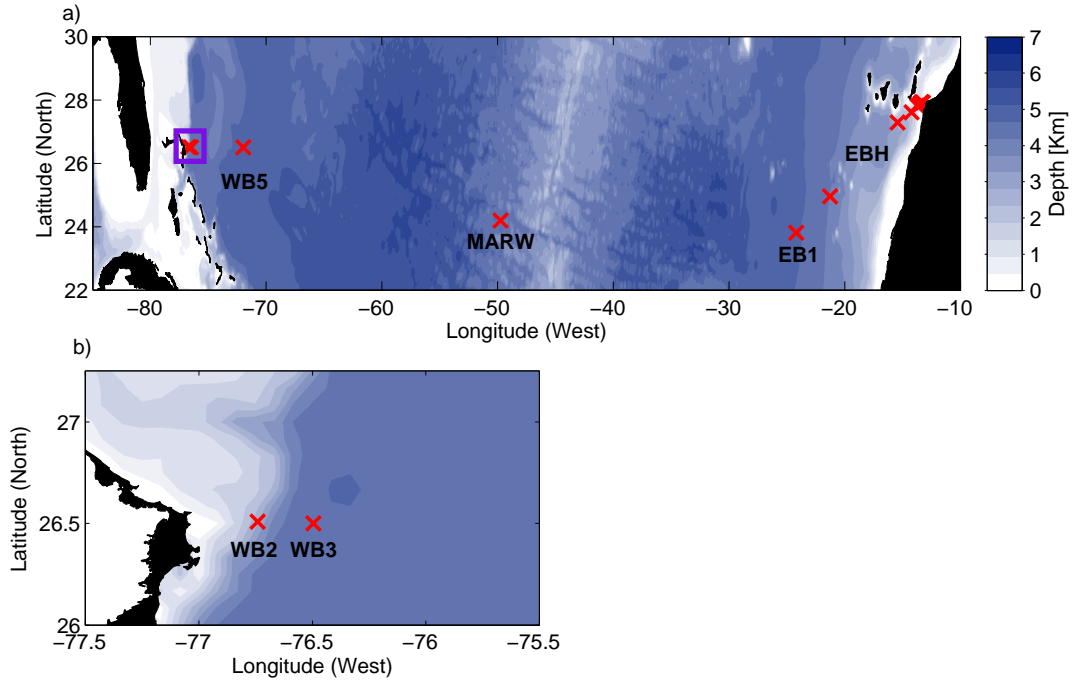 a)
30
28
26
24
22
Latitude (North)
WB5
MARW
EB1
EBH
−80
−70
−60
−50
−40
−30
−20
−10
Longitude (West)
7
6
5
4
3
2
1
0
Depth [Km]
b)
27
26.5
26
Latitude (North)
WB2
WB3
−77.5
−77
−76.5
−76
−75.5
Longitude (West)